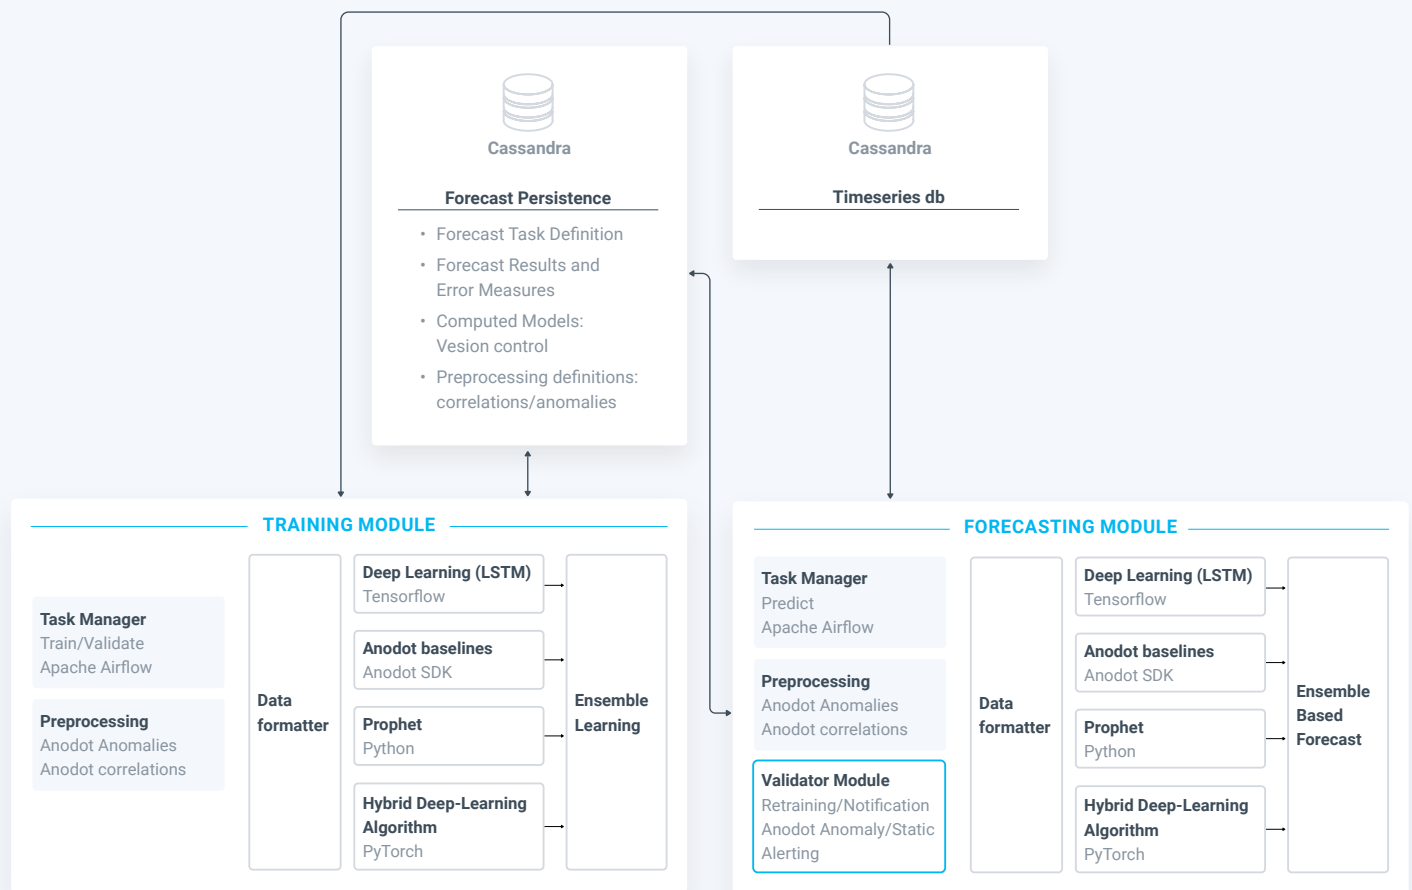 Cassandra
Forecast Persistence
• Forecast Task Definition
• Forecast Results and
Error Measures
• Computed Models:
Vesion control
• Preprocessing definitions:
correlations/anomalies
Cassandra
Timeseries db
TRAINING MODULE
Task Manager
Train/Validate
Apache Airflow
Preprocessing
Anodot Anomalies
Anodot correlations
Data
formatter
Deep Learning (LSTM)
Tensorflow
Anodot baselines
Anodot SDK
Prophet
Python
Hybrid Deep-Learning
Algorithm
PyTorch
Ensemble
Learning
FORECASTING MODULE
Task Manager
Predict
Apache Airflow
Preprocessing
Anodot Anomalies
Anodot correlations
Validator Module
Retraining/Notification
Anodot Anomaly/Static
Alerting
Data
formatter
Deep Learning (LSTM)
Tensorflow
Anodot baselines
Anodot SDK
Prophet
Python
Hybrid Deep-Learning
Algorithm
PyTorch
Ensemble
Based
Forecast